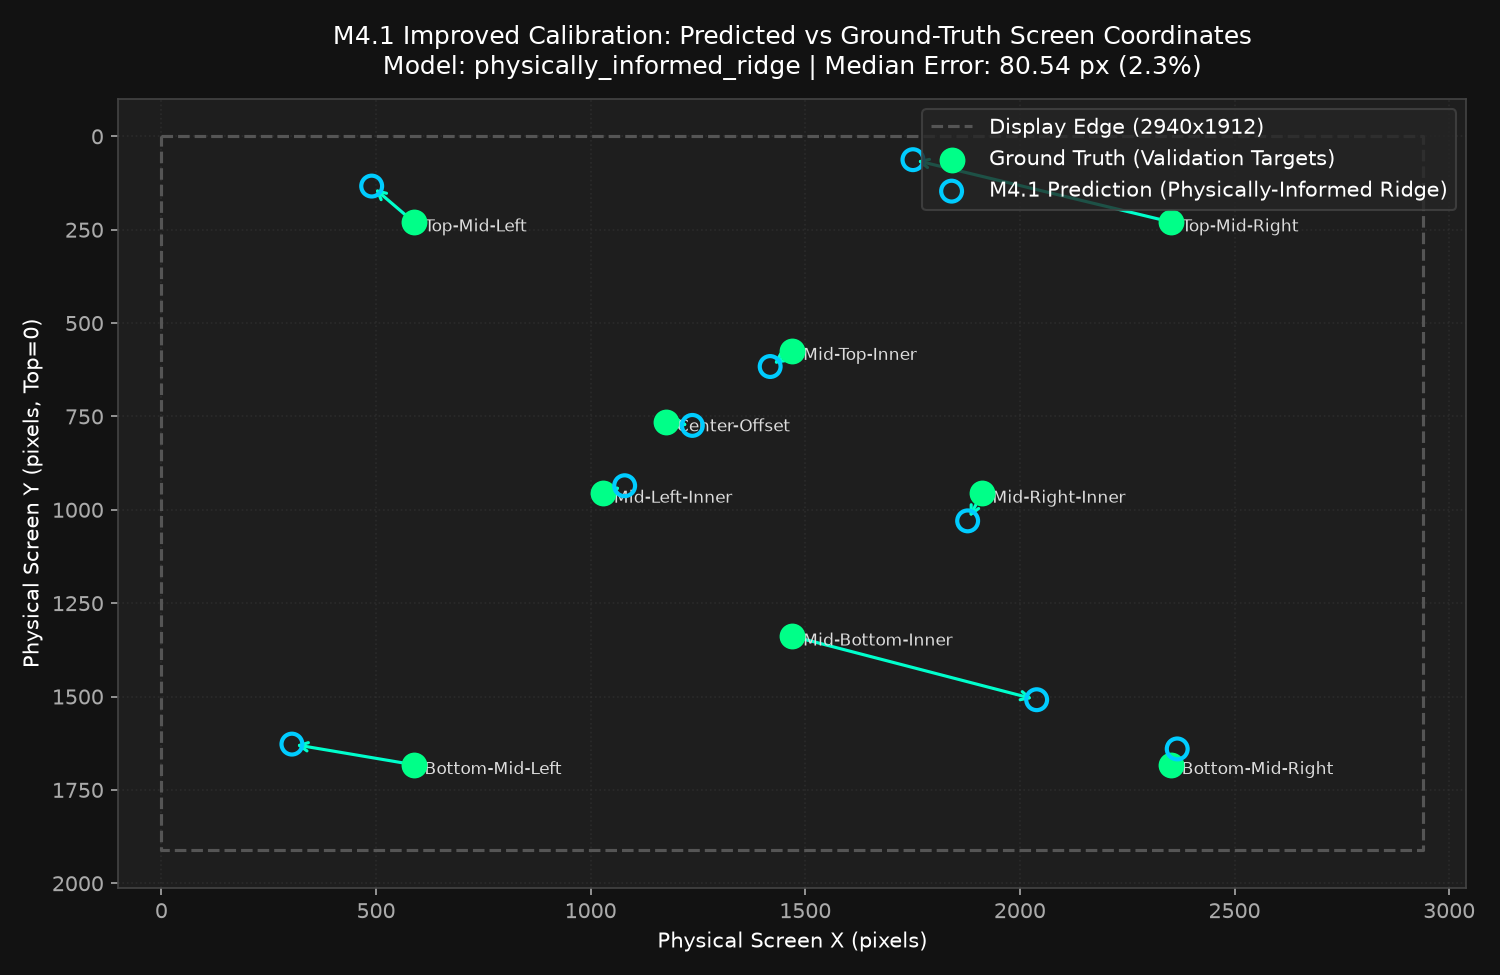 M4.1 Improved Calibration: Predicted vs Ground-Truth Screen Coordinates
Model: physically_informed_ridge | Median Error: 80.54 px (2.3%)
Display Edge (2940x1912)
Ground Truth (Validation Targets)
M4.1 Prediction (Physically-Informed Ridge)
Top-Mid-Left
Top-Mid-Right
Mid-Top-Inner
Center-Offset
Mid-Left-Inner
Mid-Right-Inner
Mid-Bottom-Inner
Bottom-Mid-Left
Bottom-Mid-Right
Physical Screen Y (pixels, Top=0)
0
250
500
750
1000
1250
1500
1750
2000
0
500
1000
1500
2000
2500
3000
Physical Screen X (pixels)